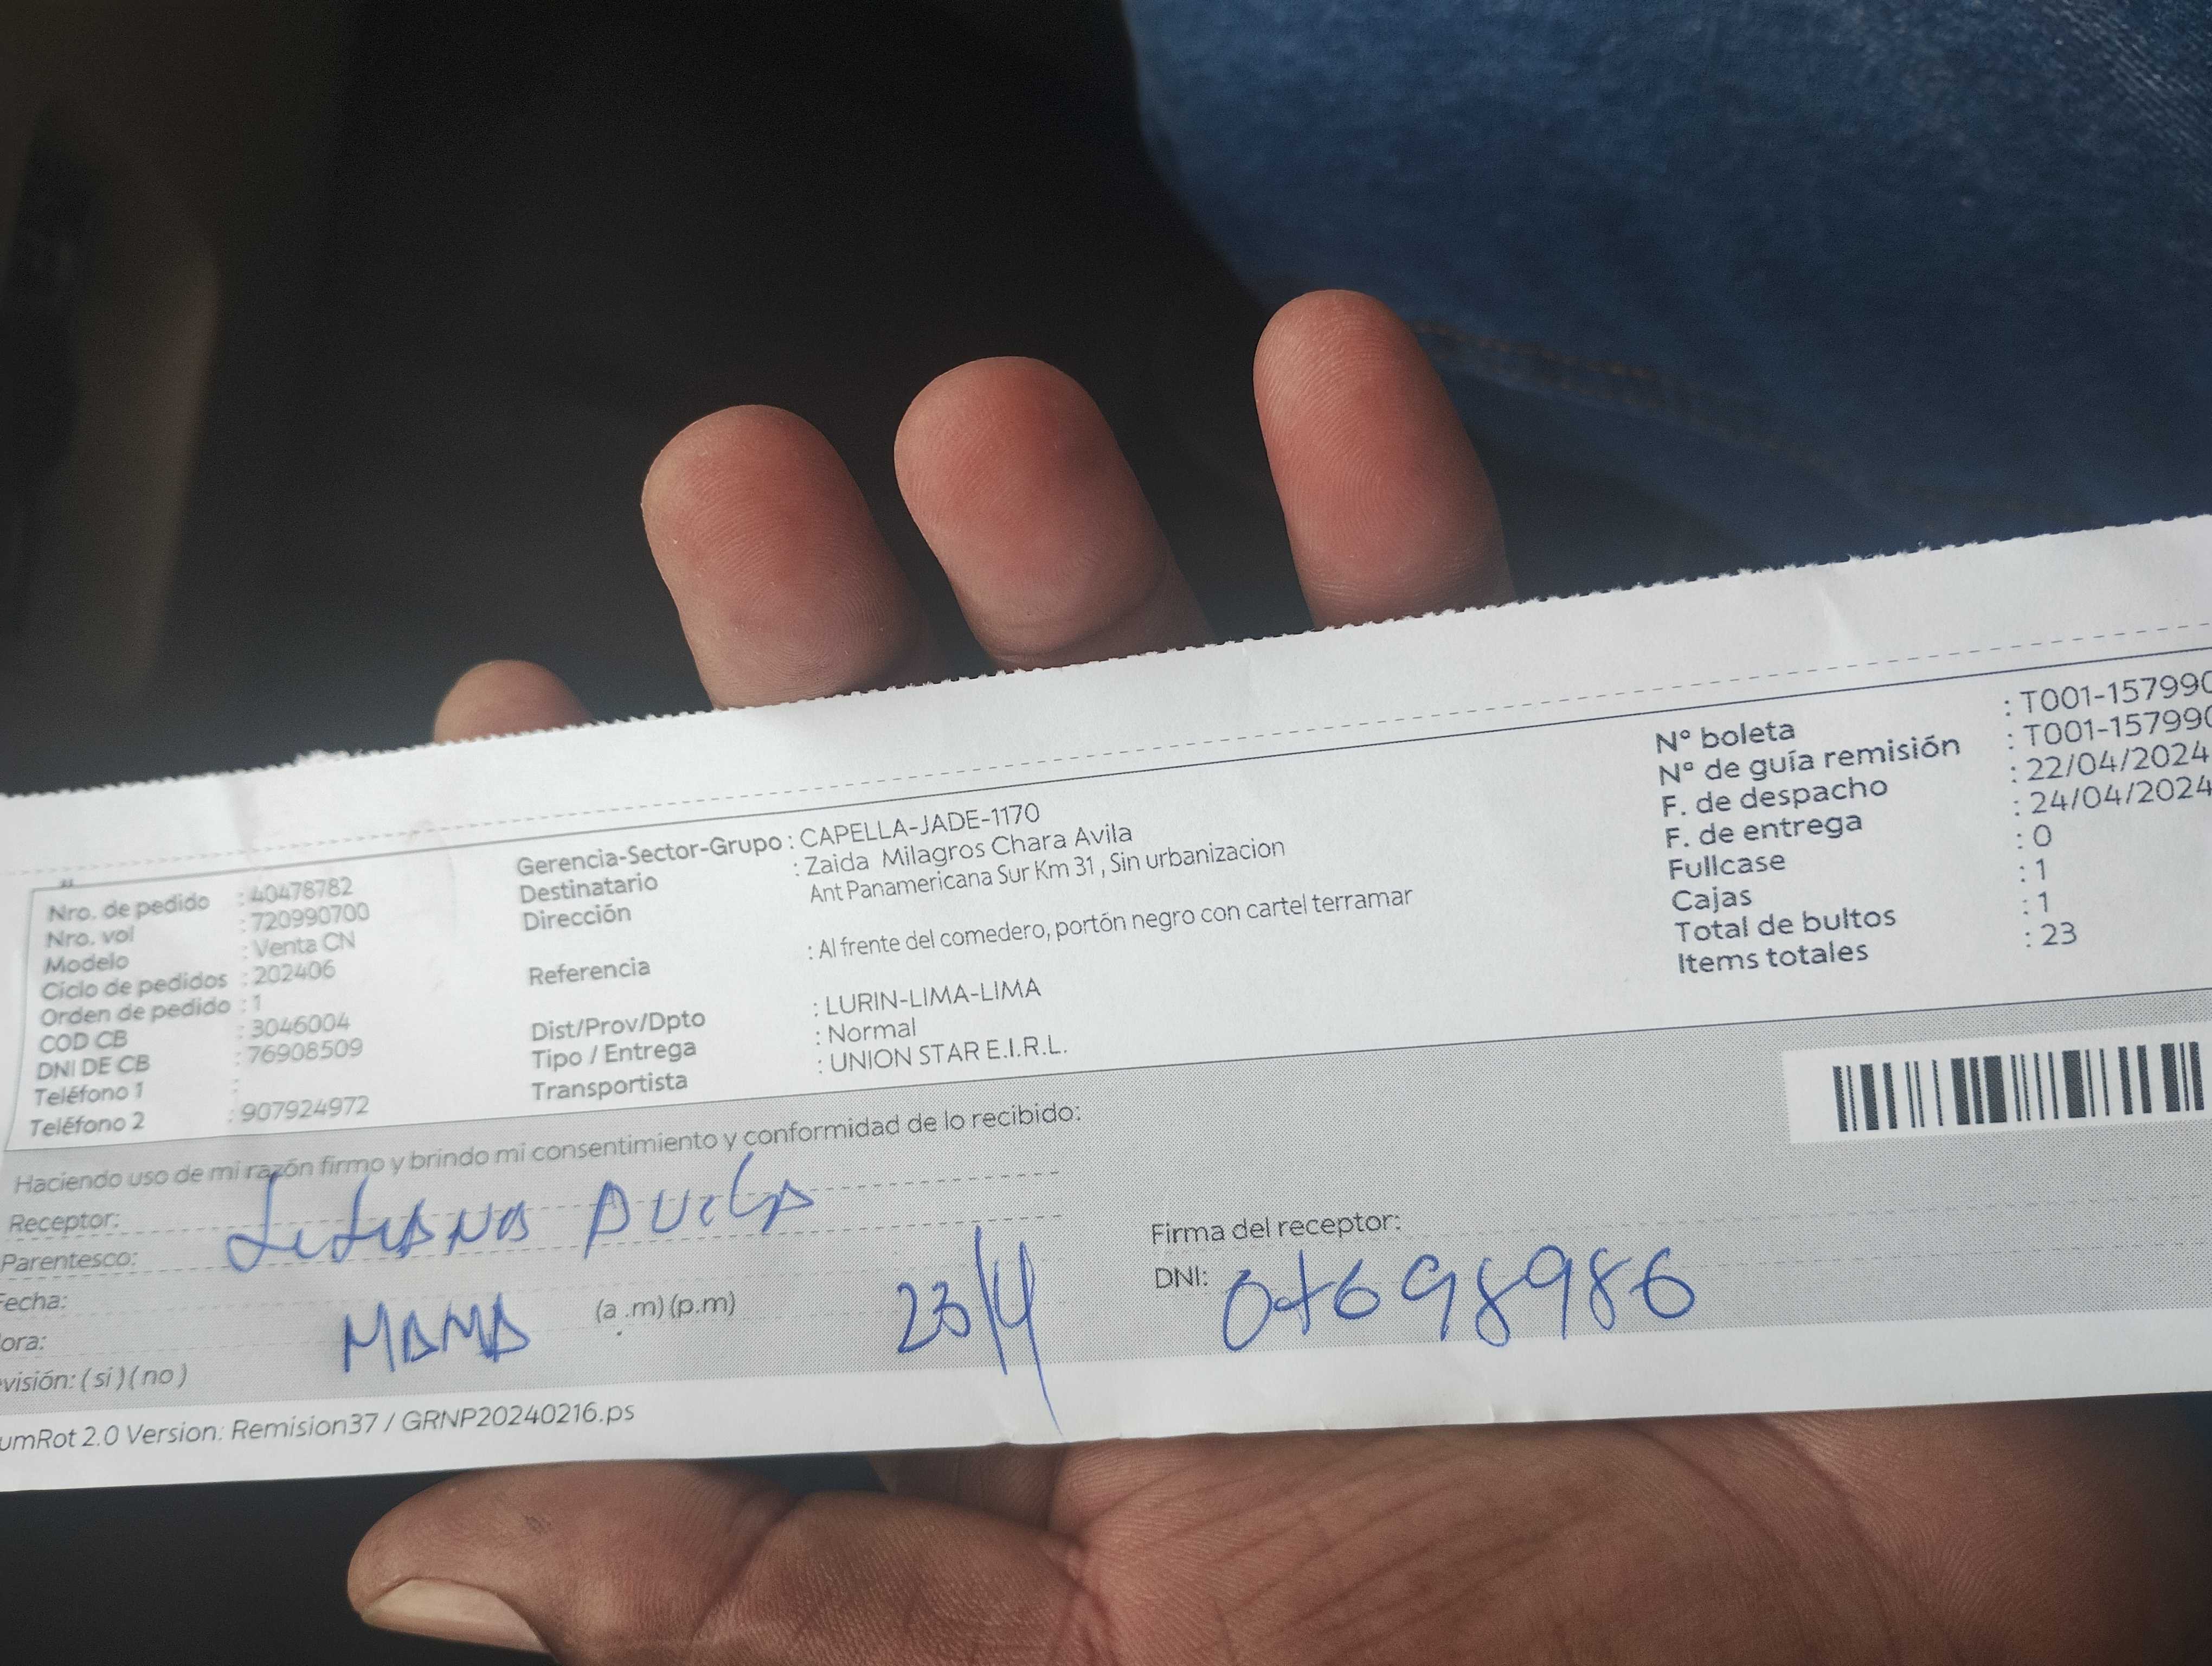 Nro. de pedido : 40478782
Nro. vol : 720990700
Modelo : Venta CN
Ciclo de pedidos : 202406
Orden de pedido : 1
COD CB : 3046004
DNI DE CB : 76908509
Teléfono 1 :
Teléfono 2 : 907924972
Gerencia-Sector-Grupo : CAPELLA-JADE-1170
Destinatario : Zaida Milagros Chara Avila
Dirección Ant Panamericana Sur Km 31 , Sin urbanizacion
Referencia : Al frente del comedero, portón negro con cartel terramar
Dist/Prov/Dpto : LURIN-LIMA-LIMA
Tipo / Entrega : Normal
Transportista : UNION STAR E.I.R.L.
Nº boleta : T001-157990
Nº de guía remisión : T001-157990
F. de despacho : 22/04/2024
F. de entrega : 24/04/2024
Fullcase : 0
Cajas : 1
Total de bultos : 1
Items totales : 23
Haciendo uso de mi razón firmo y brindo mi consentimiento y conformidad de lo recibido:
Receptor:
Parentesco:
Fecha:
ora: MAMA (a .m) (p.m) 23/4
visión: ( si ) ( no )
Firma del receptor:
DNI: 07698986
umRot 2.0 Version: Remision37 / GRNP20240216.ps